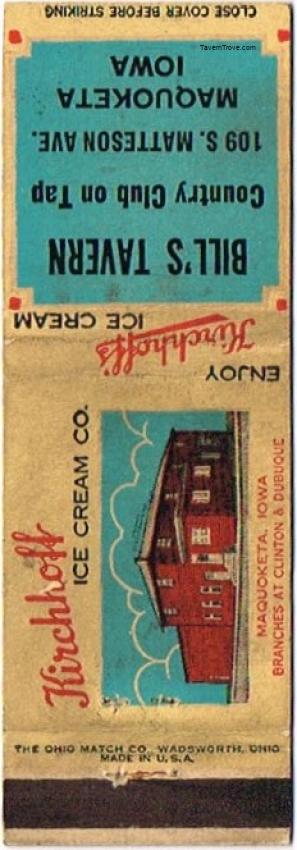 CLOSE COVER BEFORE STRIKING
TavernTrove.com
BILL'S TAVERN
Country Club on Tap
109 S. MATTESON AVE.
MAQUOKETA
IOWA
ENJOY
Kirchhoff's
ICE CREAM
Kirchhoff
ICE CREAM CO.
MAQUOKETA, IOWA
BRANCHES AT CLINTON & DUBUQUE
THE OHIO MATCH CO. WADSWORTH, OHIO
MADE IN U.S.A.